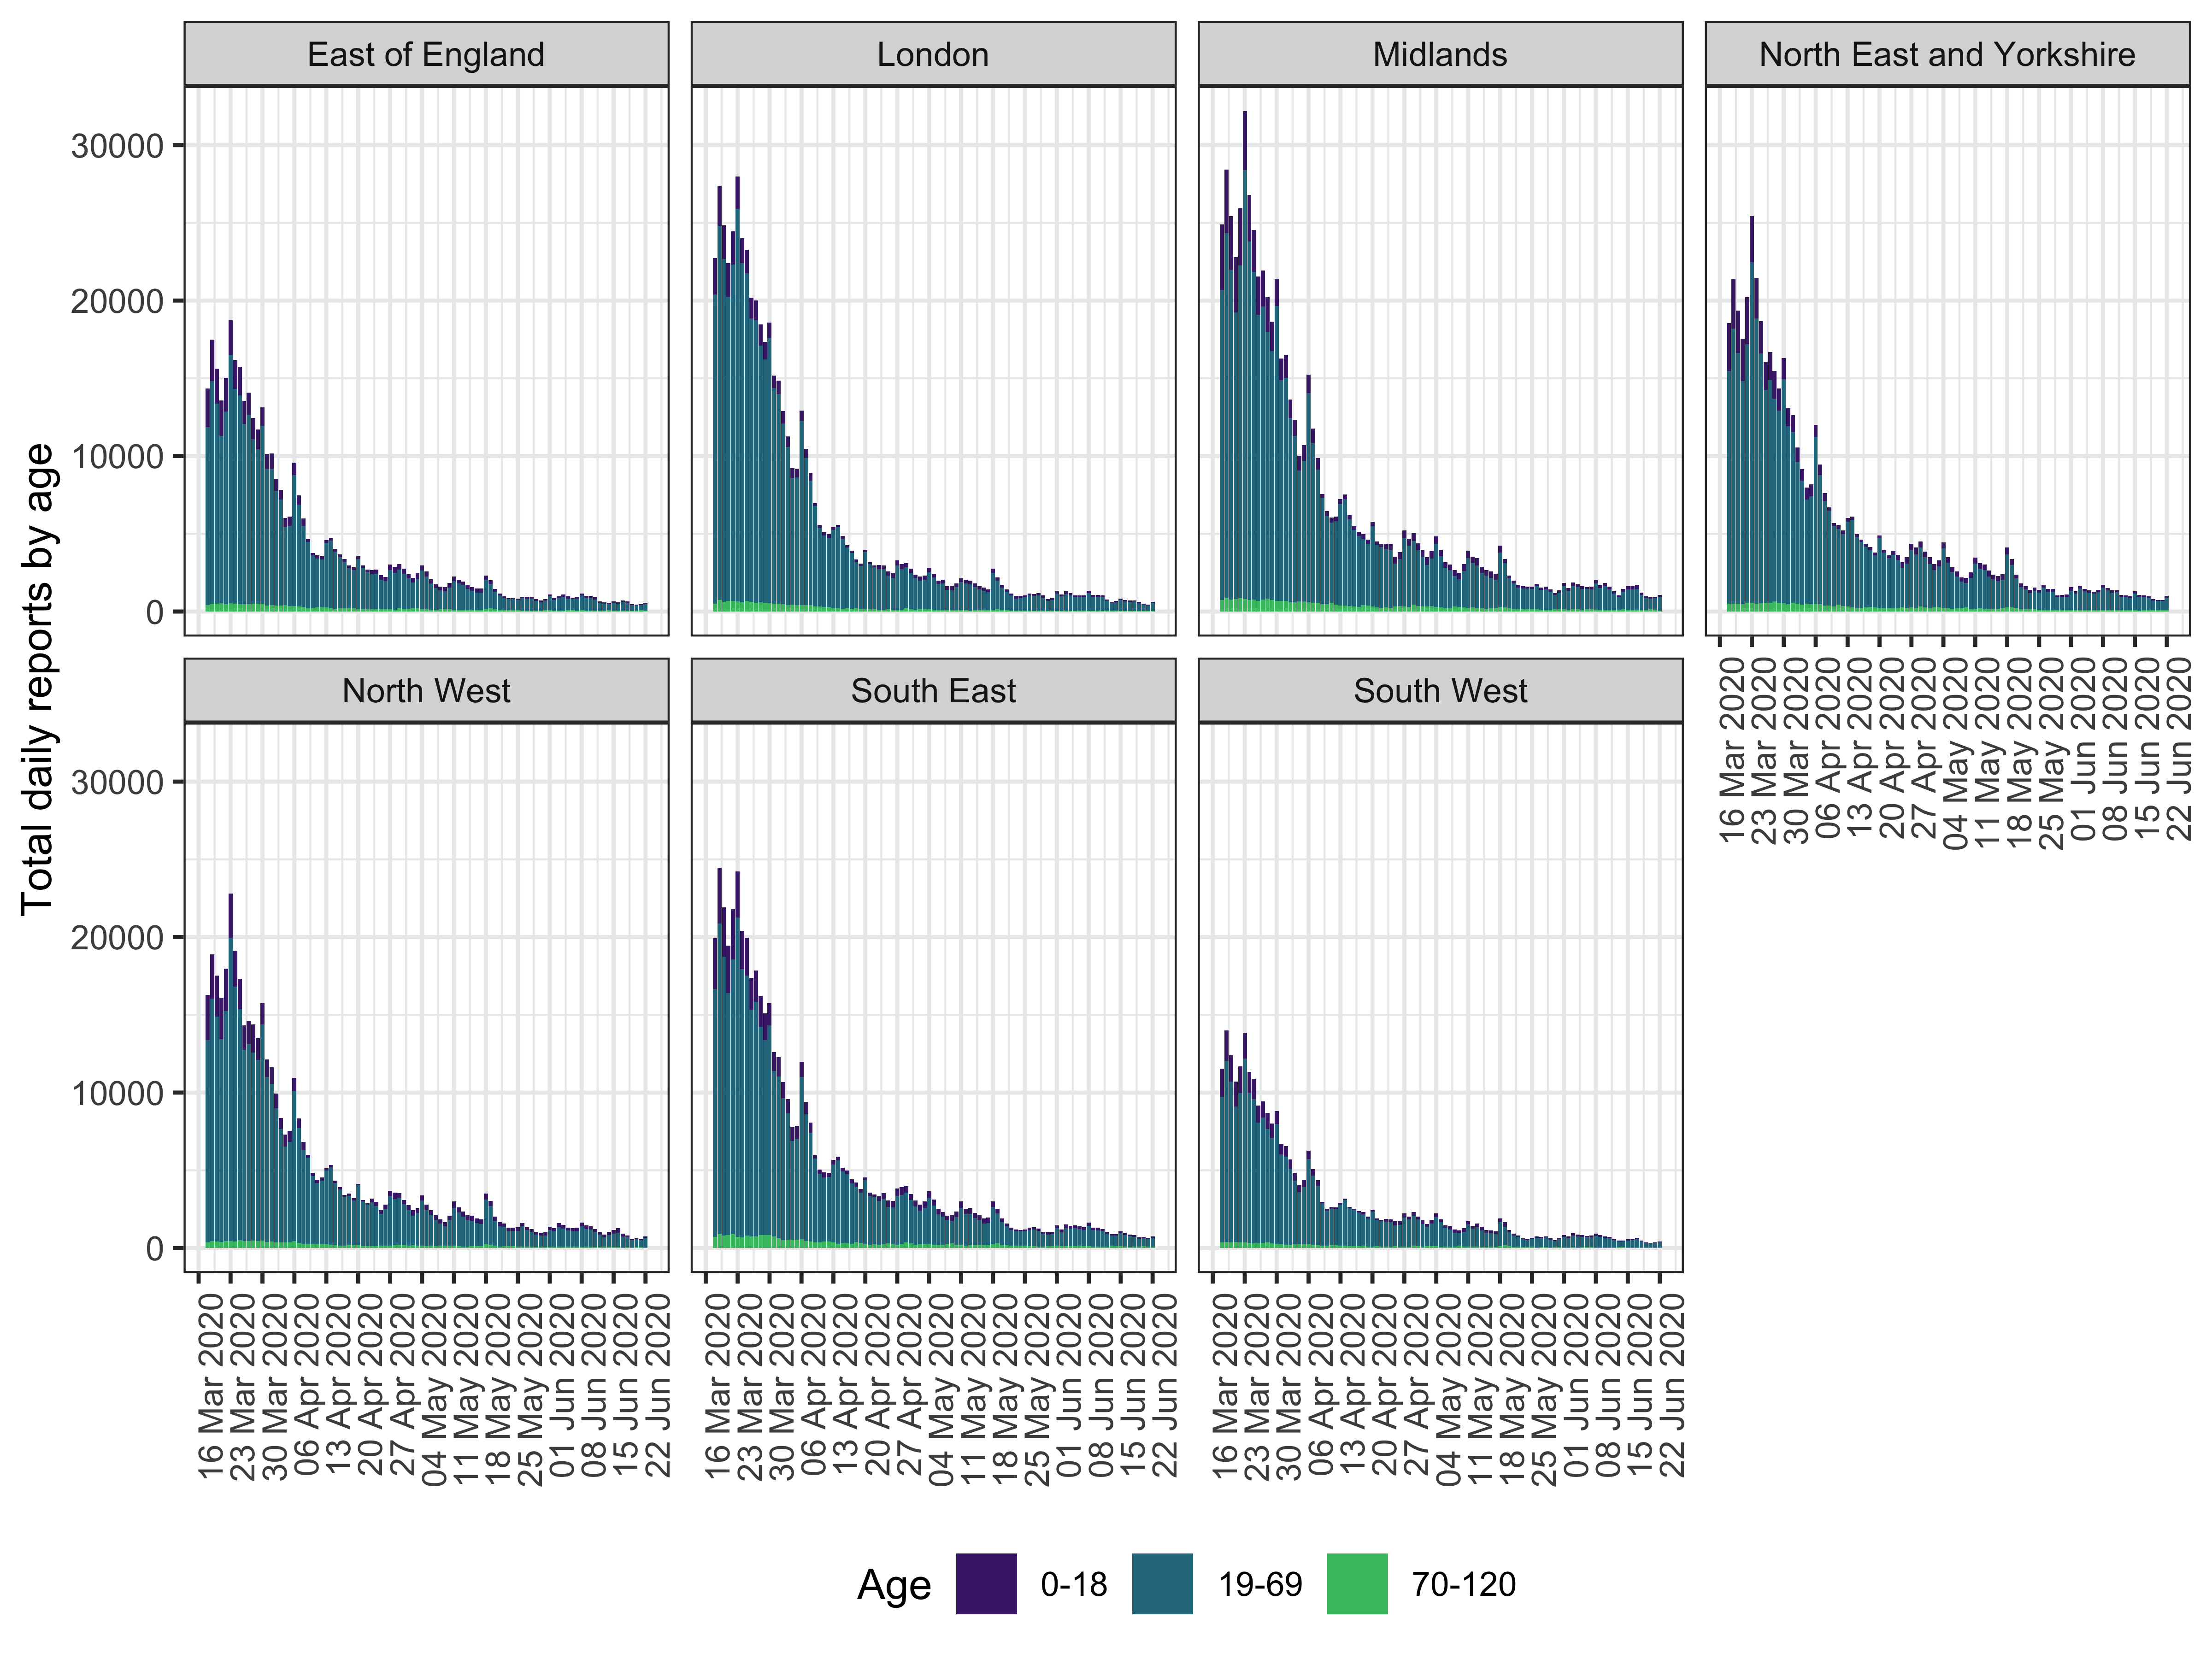 East of England
London
Midlands
North East and Yorkshire
Total daily reports by age
30000
20000
10000
0
16 Mar 2020
23 Mar 2020
30 Mar 2020
06 Apr 2020
13 Apr 2020
20 Apr 2020
27 Apr 2020
04 May 2020
11 May 2020
18 May 2020
25 May 2020
01 Jun 2020
08 Jun 2020
15 Jun 2020
22 Jun 2020
North West
South East
South West
30000
20000
10000
0
16 Mar 2020
23 Mar 2020
30 Mar 2020
06 Apr 2020
13 Apr 2020
20 Apr 2020
27 Apr 2020
04 May 2020
11 May 2020
18 May 2020
25 May 2020
01 Jun 2020
08 Jun 2020
15 Jun 2020
22 Jun 2020
16 Mar 2020
23 Mar 2020
30 Mar 2020
06 Apr 2020
13 Apr 2020
20 Apr 2020
27 Apr 2020
04 May 2020
11 May 2020
18 May 2020
25 May 2020
01 Jun 2020
08 Jun 2020
15 Jun 2020
22 Jun 2020
16 Mar 2020
23 Mar 2020
30 Mar 2020
06 Apr 2020
13 Apr 2020
20 Apr 2020
27 Apr 2020
04 May 2020
11 May 2020
18 May 2020
25 May 2020
01 Jun 2020
08 Jun 2020
15 Jun 2020
22 Jun 2020
Age 0-18 19-69 70-120